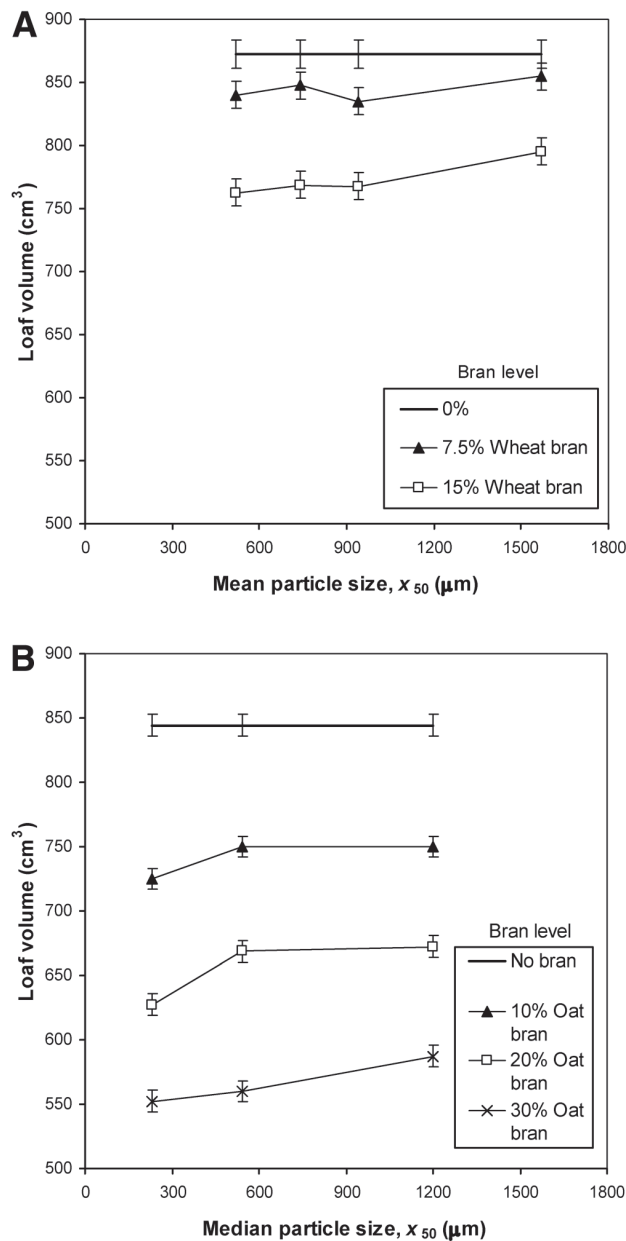 A
900
850
800
750
700
650
600
550
500
Loaf volume (cm³)
Bran level
0%
7.5% Wheat bran
15% Wheat bran
0 300 600 900 1200 1500 1800
Mean particle size, x 50 (μm)
B
900
850
800
750
700
650
600
550
500
Loaf volume (cm³)
Bran level
No bran
10% Oat
bran
20% Oat
bran
30% Oat
bran
0 300 600 900 1200 1500 1800
Median particle size, x 50 (μm)